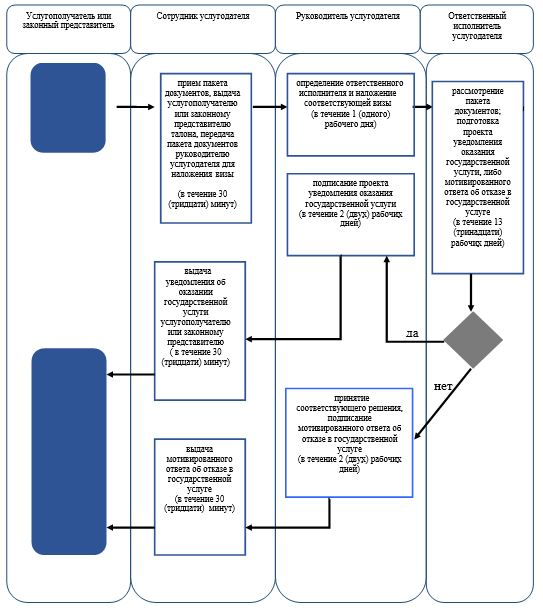 Услугополучатель или
законный представитель
Сотрудник услугодателя
Руководитель услугодателя
Ответственный
исполнитель
услугодателя
прием пакета
документов, выдача
услугополучателю
или законному
представителю
талона, передача
пакета документов
руководителю
услугодателя для
наложения визы
(в течение 30
(тридцати) минут)
определение ответственного
исполнителя и наложение
соответствующей визы
(в течение 1 (одного)
рабочего дня)
рассмотрение
пакета
документов;
подготовка
проекта
уведомления
оказания
государственной
услуги, либо
мотивированного
ответа об отказе в
государственной
услуге
(в течение 13
(тринадцати)
рабочих дней)
подписание проекта
уведомления оказания
государственной услуги
(в течение 2 (двух) рабочих
дней)
выдача
уведомления об
оказании
государственной
услуги
услугополучателю
или законному
представителю
( в течение 30
(тридцати) минут)
да
нет
принятие
соответствующего решения,
подписание
мотивированного ответа об
отказе в государственной
услуге
(в течение 2 (двух) рабочих
дней)
выдача
мотивированного
ответа об отказе в
государственной
услуге
(в течение 30
(тридцати) минут)